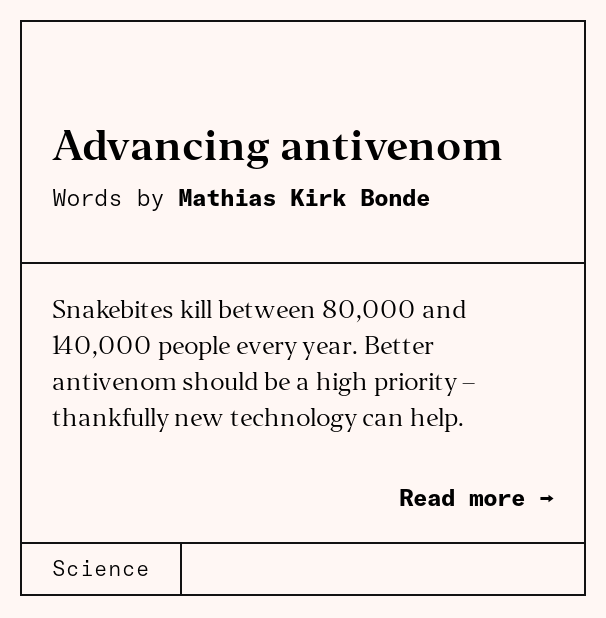 Advancing antivenom
Words by Mathias Kirk Bonde
Snakebites kill between 80,000 and
140,000 people every year. Better
antivenom should be a high priority –
thankfully new technology can help.
Read more →
Science